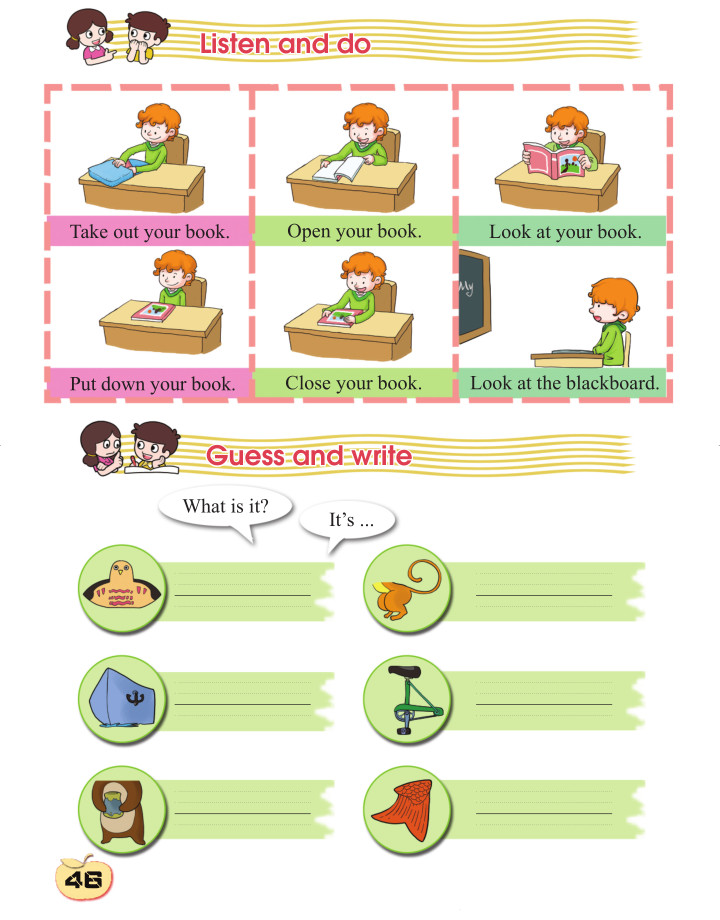 Listen and do
Take out your book.
Open your book.
Look at your book.
My
Put down your book.
Close your book.
Look at the blackboard.
Guess and write
What is it?
It's ...
46